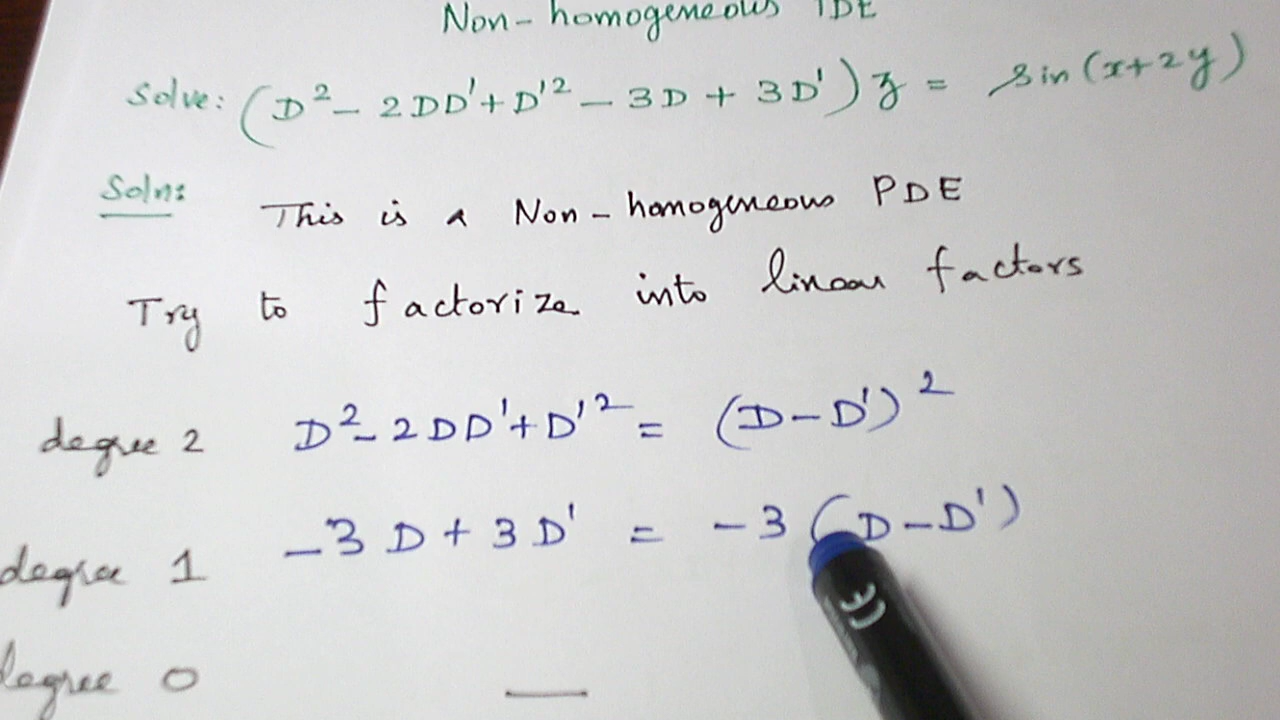 Non-homogeneous PDE
Solve: (D²- 2DD'+D'² - 3D + 3D') z = sin(x+2y)
Soln:
This is a Non-homogeneous PDE
Try to factorize into linear factors
degree 2 D²- 2DD'+D'² = (D-D')²
degree 1 -3D + 3D' = -3(D-D')
degree 0 —